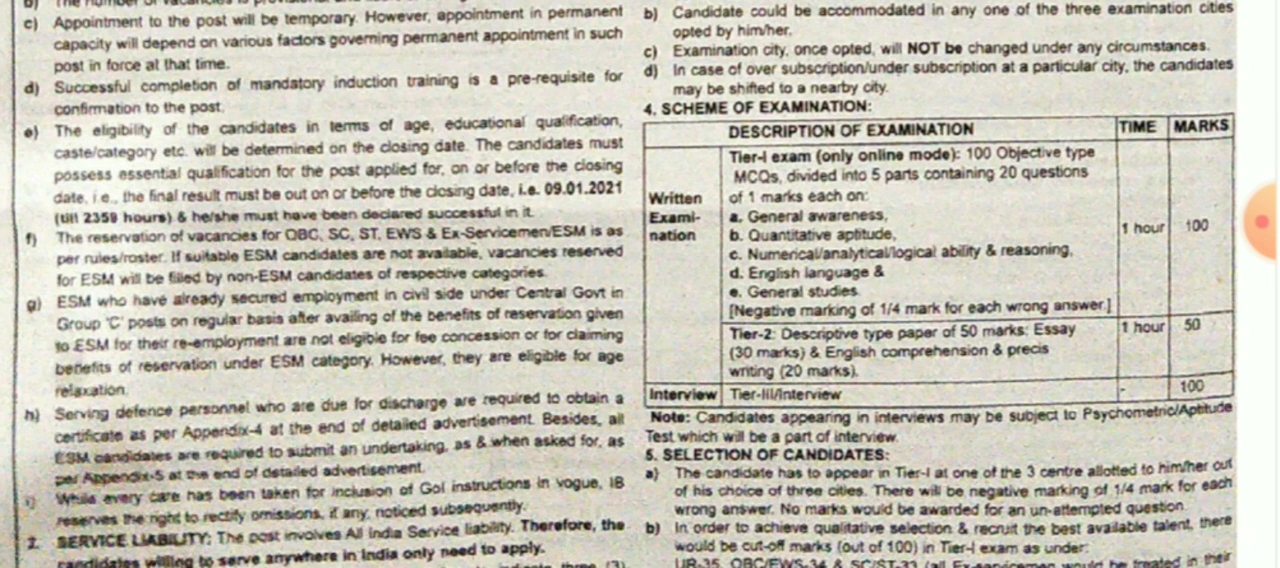 b) The number of vacancies is provisional and
c) Appointment to the post will be temporary. However, appointment in permanent
capacity will depend on various factors governing permanent appointment in such
post in force at that time.
d) Successful completion of mandatory induction training is a pre-requisite for
confirmation to the post.
e) The eligibility of the candidates in terms of age, educational qualification,
caste/category etc. will be determined on the closing date. The candidates must
possess essential qualification for the post applied for, on or before the closing
date, i.e., the final result must be out on or before the closing date, i.e. 09.01.2021
(till 2359 hours) & he/she must have been declared successful in it.
f) The reservation of vacancies for OBC, SC, ST, EWS & Ex-Servicemen/ESM is as
per rules/roster. If suitable ESM candidates are not available, vacancies reserved
for ESM will be filled by non-ESM candidates of respective categories.
g) ESM who have already secured employment in civil side under Central Govt in
Group 'C' posts on regular basis after availing of the benefits of reservation given
to ESM for their re-employment are not eligible for fee concession or for claiming
benefits of reservation under ESM category. However, they are eligible for age
relaxation.
h) Serving defence personnel who are due for discharge are required to obtain a
certificate as per Appendix-4 at the end of detailed advertisement. Besides, all
ESM candidates are required to submit an undertaking, as & when asked for, as
per Appendix-5 at the end of detailed advertisement.
i) While every care has been taken for inclusion of GoI instructions in vogue, IB
reserves the right to rectify omissions, if any, noticed subsequently.
2. SERVICE LIABILITY: The post involves All India Service liability. Therefore, the
candidates willing to serve anywhere in India only need to apply.
indicate three (3)
b) Candidate could be accommodated in any one of the three examination cities
opted by him/her.
c) Examination city, once opted, will NOT be changed under any circumstances.
d) In case of over subscription/under subscription at a particular city, the candidates
may be shifted to a nearby city.
4. SCHEME OF EXAMINATION:
DESCRIPTION OF EXAMINATION TIME MARKS
Written Exami-nation
Tier-I exam (only online mode): 100 Objective type
MCQs, divided into 5 parts containing 20 questions
of 1 marks each on:
a. General awareness,
b. Quantitative aptitude,
c. Numerical/analytical/logical ability & reasoning,
d. English language &
e. General studies.
[Negative marking of 1/4 mark for each wrong answer.]
1 hour 100
Tier-2: Descriptive type paper of 50 marks: Essay
(30 marks) & English comprehension & precis
writing (20 marks).
1 hour 50
Interview Tier-III/Interview - 100
Note: Candidates appearing in interviews may be subject to Psychometric/Aptitude
Test which will be a part of interview.
5. SELECTION OF CANDIDATES:
a) The candidate has to appear in Tier-I at one of the 3 centre allotted to him/her out
of his choice of three cities. There will be negative marking of 1/4 mark for each
wrong answer. No marks would be awarded for an un-attempted question.
b) In order to achieve qualitative selection & recruit the best available talent, there
would be cut-off marks (out of 100) in Tier-I exam as under:
UR-35, OBC/EWS-34 & SC/ST-33 (all Ex-servicemen would be treated in their